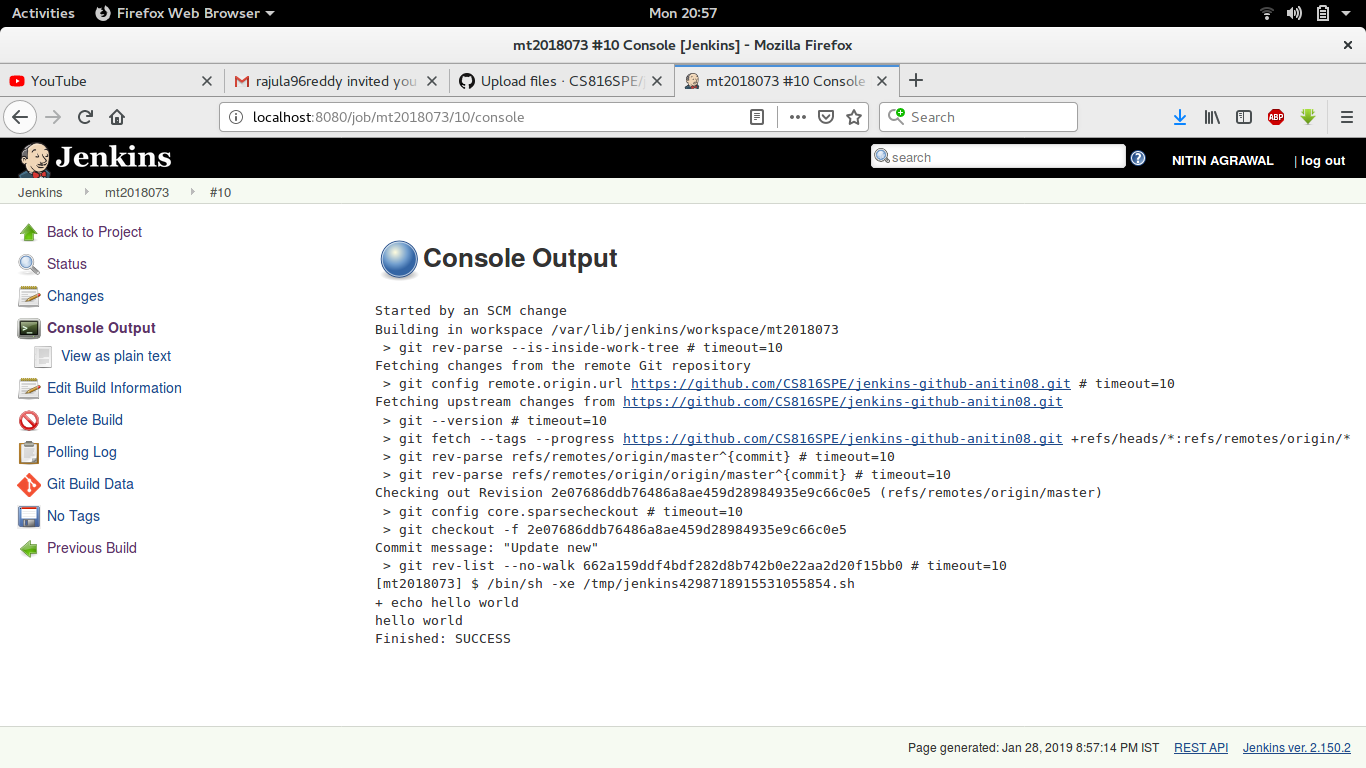 Activities Firefox Web Browser Mon 20:57
mt2018073 #10 Console [Jenkins] - Mozilla Firefox
YouTube rajula96reddy invited you Upload files · CS816SPE/ mt2018073 #10 Console
localhost:8080/job/mt2018073/10/console Search ABP
Jenkins search NITIN AGRAWAL | log out
Jenkins mt2018073 #10
Back to Project
Status
Changes
Console Output
View as plain text
Edit Build Information
Delete Build
Polling Log
Git Build Data
No Tags
Previous Build
Console Output
Started by an SCM change
Building in workspace /var/lib/jenkins/workspace/mt2018073
> git rev-parse --is-inside-work-tree # timeout=10
Fetching changes from the remote Git repository
> git config remote.origin.url https://github.com/CS816SPE/jenkins-github-anitin08.git # timeout=10
Fetching upstream changes from https://github.com/CS816SPE/jenkins-github-anitin08.git
> git --version # timeout=10
> git fetch --tags --progress https://github.com/CS816SPE/jenkins-github-anitin08.git +refs/heads/*:refs/remotes/origin/*
> git rev-parse refs/remotes/origin/master^{commit} # timeout=10
> git rev-parse refs/remotes/origin/origin/master^{commit} # timeout=10
Checking out Revision 2e07686ddb76486a8ae459d28984935e9c66c0e5 (refs/remotes/origin/master)
> git config core.sparsecheckout # timeout=10
> git checkout -f 2e07686ddb76486a8ae459d28984935e9c66c0e5
Commit message: "Update new"
> git rev-list --no-walk 662a159ddf4bdf282d8b742b0e22aa2d20f15bb0 # timeout=10
[mt2018073] $ /bin/sh -xe /tmp/jenkins4298718915531055854.sh
+ echo hello world
hello world
Finished: SUCCESS
Page generated: Jan 28, 2019 8:57:14 PM IST REST API Jenkins ver. 2.150.2